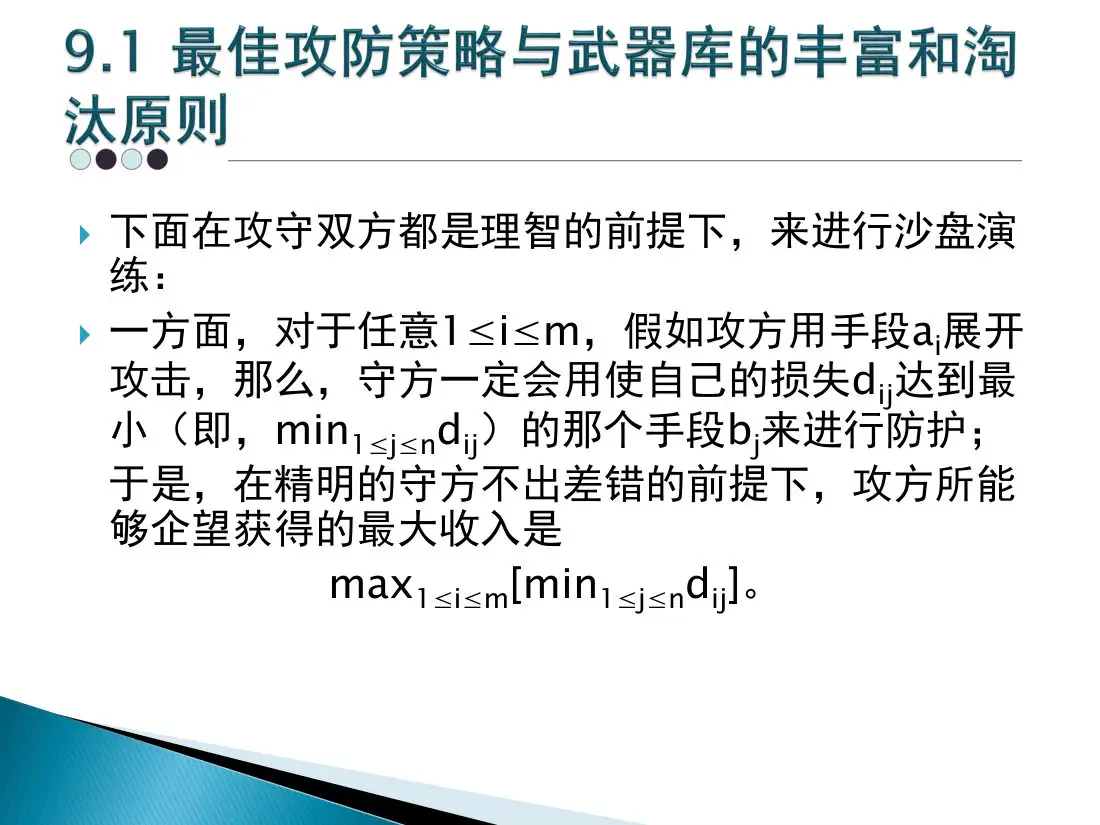 9.1 最佳攻防策略与武器库的丰富和淘
汰原则
下面在攻守双方都是理智的前提下，来进行沙盘演
练：
一方面，对于任意1≤i≤m，假如攻方用手段aᵢ展开
攻击，那么，守方一定会用使自己的损失dᵢⱼ达到最
小（即，min₁≤ⱼ≤ₙdᵢⱼ）的那个手段bⱼ来进行防护；
于是，在精明的守方不出差错的前提下，攻方所能
够企望获得的最大收入是
max₁≤ᵢ≤ₘ[min₁≤ⱼ≤ₙdᵢⱼ]。